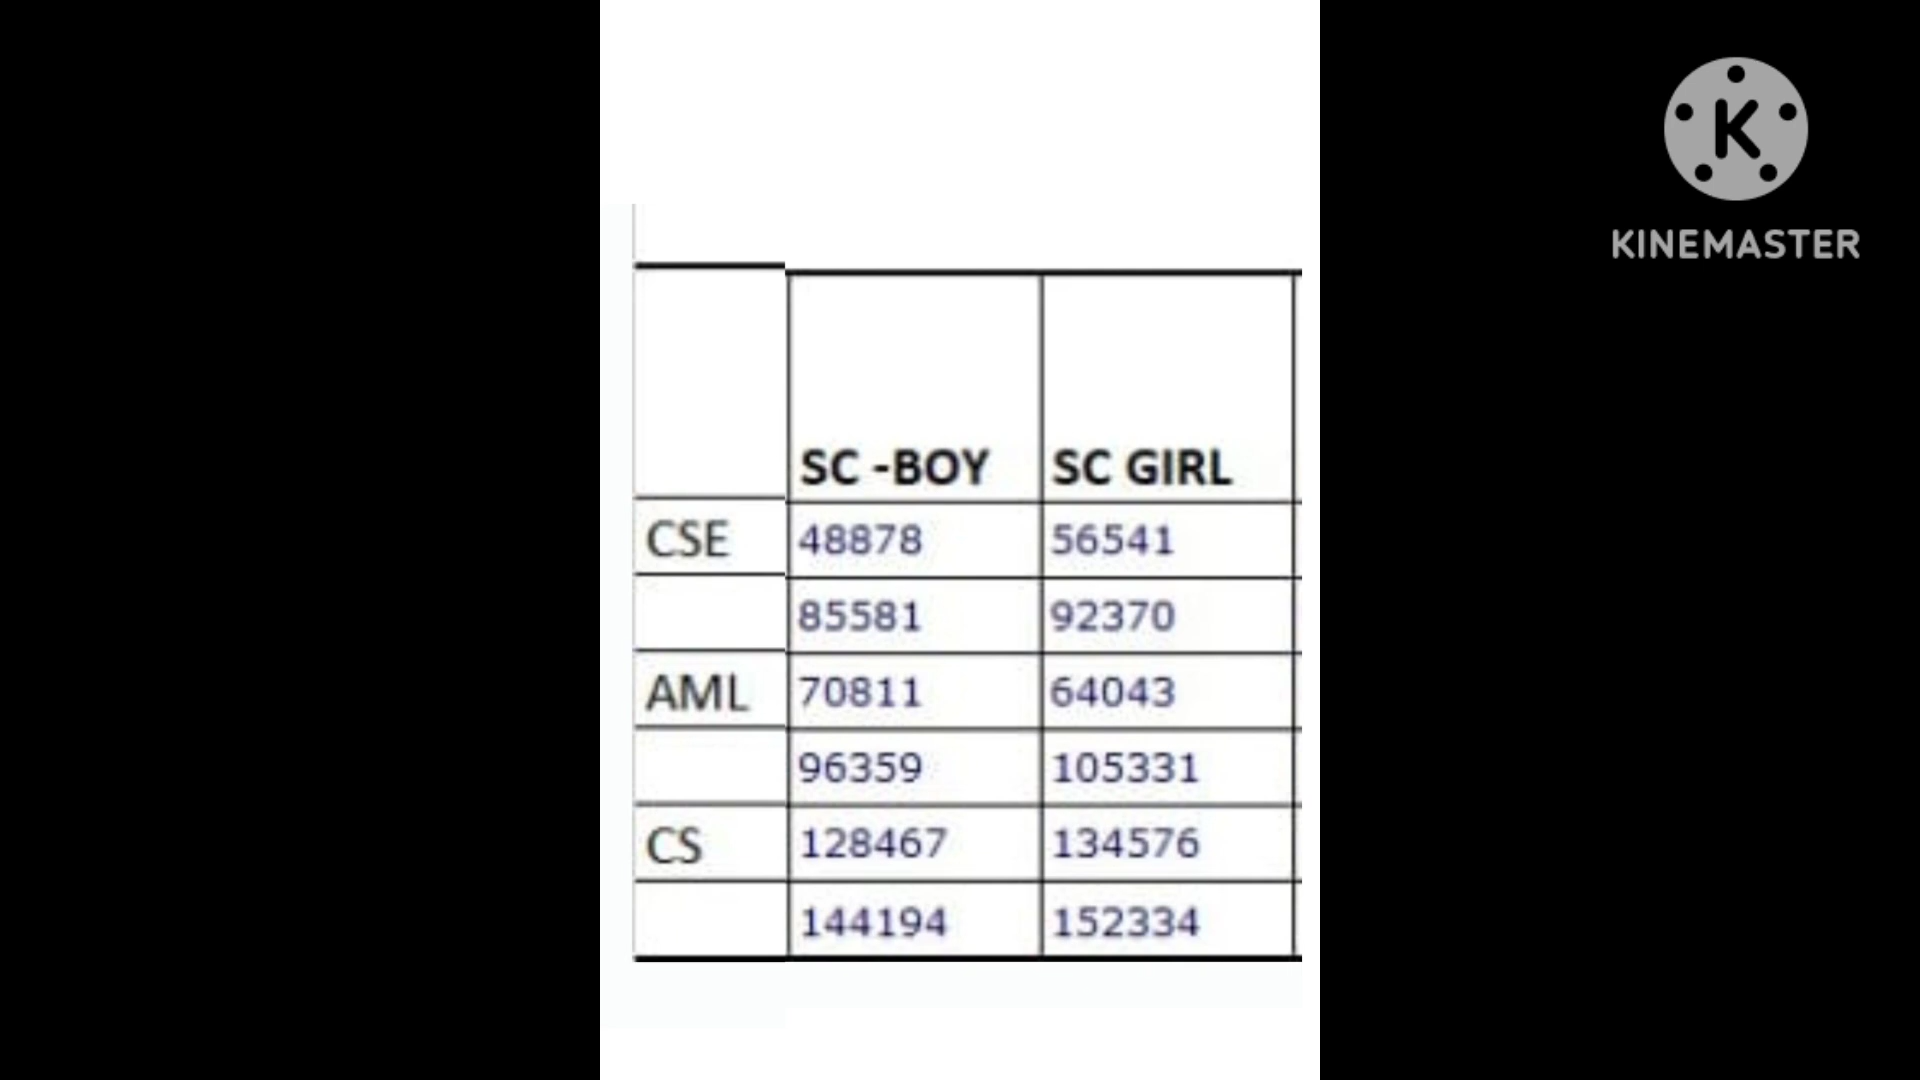 K
KINEMASTER
SC -BOY SC GIRL
CSE 48878 56541
85581 92370
AML 70811 64043
96359 105331
CS 128467 134576
144194 152334